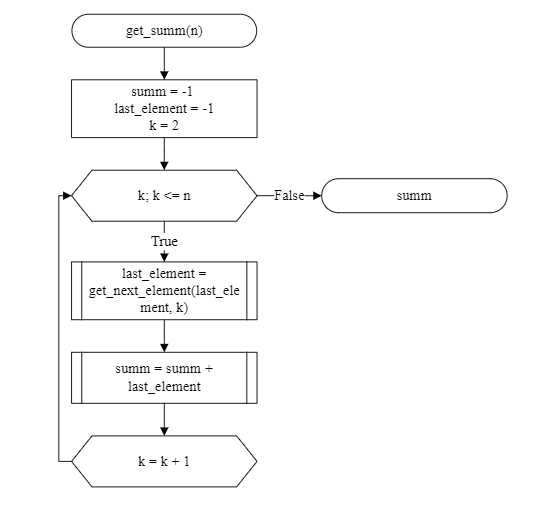 get_summ(n)
summ = -1
last_element = -1
k = 2
k; k <= n
False
summ
True
last_element =
get_next_element(last_ele
ment, k)
summ = summ +
last_element
k = k + 1